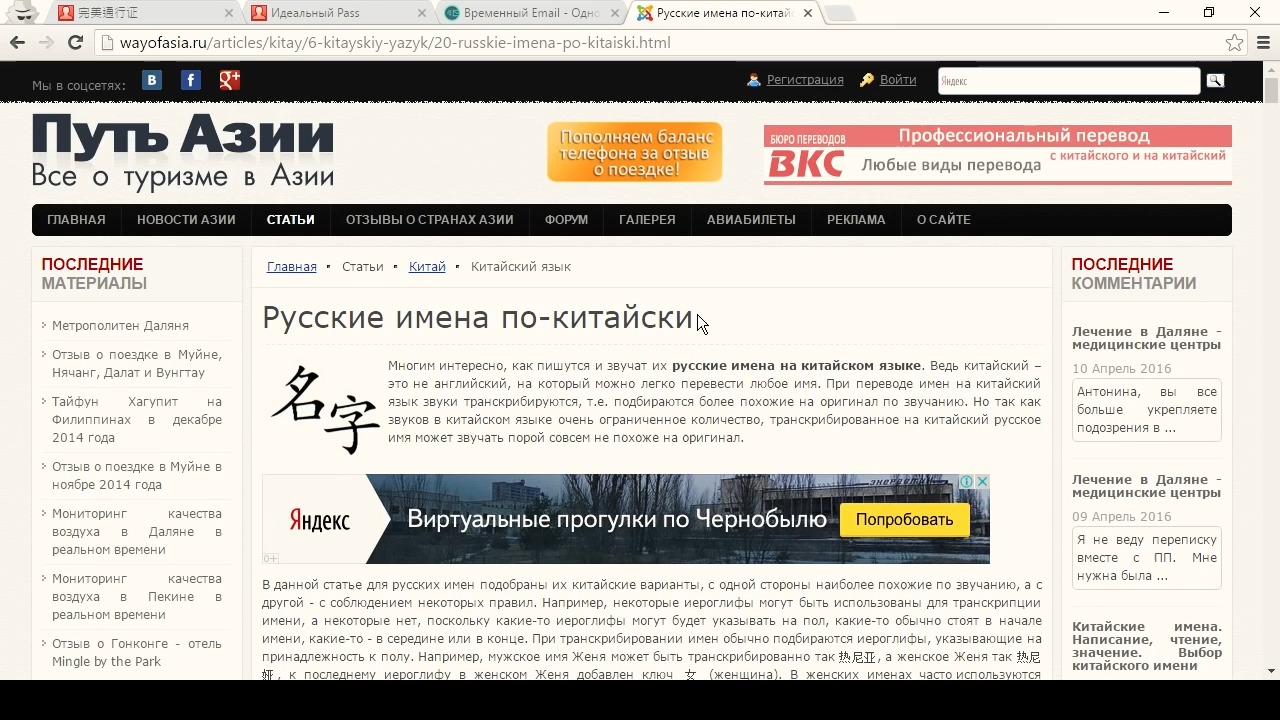 完美通行证
Идеальный Pass
Временный Email - Одно
Русские имена по-китайс
wayofasia.ru/articles/kitay/6-kitayskiy-yazyk/20-russkie-imena-po-kitaiski.html
Мы в соцсетях:
Регистрация
Войти
Яндекс
Путь Азии
Все о туризме в Азии
Пополняем баланс
телефона за отзыв
о поездке!
БЮРО ПЕРЕВОДОВ
ВКС
Профессиональный перевод
с китайского и на китайский
Любые виды перевода
ГЛАВНАЯ НОВОСТИ АЗИИ СТАТЬИ ОТЗЫВЫ О СТРАНАХ АЗИИ ФОРУМ ГАЛЕРЕЯ АВИАБИЛЕТЫ РЕКЛАМА О САЙТЕ
ПОСЛЕДНИЕ
МАТЕРИАЛЫ
Метрополитен Даляня
Отзыв о поездке в Муйне,
Нячанг, Далат и Вунгтау
Тайфун Хагупит на
Филиппинах в декабре
2014 года
Отзыв о поездке в Муйне в
ноябре 2014 года
Мониторинг качества
воздуха в Даляне в
реальном времени
Мониторинг качества
воздуха в Пекине в
реальном времени
Отзыв о Гонконге - отель
Mingle by the Park
Главная ▪ Статьи ▪ Китай ▪ Китайский язык
Русские имена по-китайски
名字
Многим интересно, как пишутся и звучат их русские имена на китайском языке. Ведь китайский –
это не английский, на который можно легко перевести любое имя. При переводе имен на китайский
язык звуки транскрибируются, т.е. подбираются более похожие на оригинал по звучанию. Но так как
звуков в китайском языке очень ограниченное количество, транскрибированное на китайский русское
имя может звучать порой совсем не похоже на оригинал.
Яндекс
0+
Виртуальные прогулки по Чернобылю
Попробовать
В данной статье для русских имен подобраны их китайские варианты, с одной стороны наиболее похожие по звучанию, а с
другой - с соблюдением некоторых правил. Например, некоторые иероглифы могут быть использованы для транскрипции
имени, а некоторые нет, поскольку какие-то иероглифы могут будет указывать на пол, какие-то обычно стоят в начале
имени, какие-то - в середине или в конце. При транскрибировании имен обычно подбираются иероглифы, указывающие на
принадлежность к полу. Например, мужское имя Женя может быть транскрибированно так 热尼亚, а женское Женя так 热尼
娅, к последнему иероглифу в женском Женя добавлен ключ 女 (женщина). В женских именах часто используются
ПОСЛЕДНИЕ
КОММЕНТАРИИ
Лечение в Даляне -
медицинские центры
10 Апрель 2016
Антонина, вы все
больше укрепляете
подозрения в ...
Лечение в Даляне -
медицинские центры
09 Апрель 2016
Я не веду переписку
вместе с ПП. Мне
нужна была ...
Китайские имена.
Написание, чтение,
значение. Выбор
китайского имени